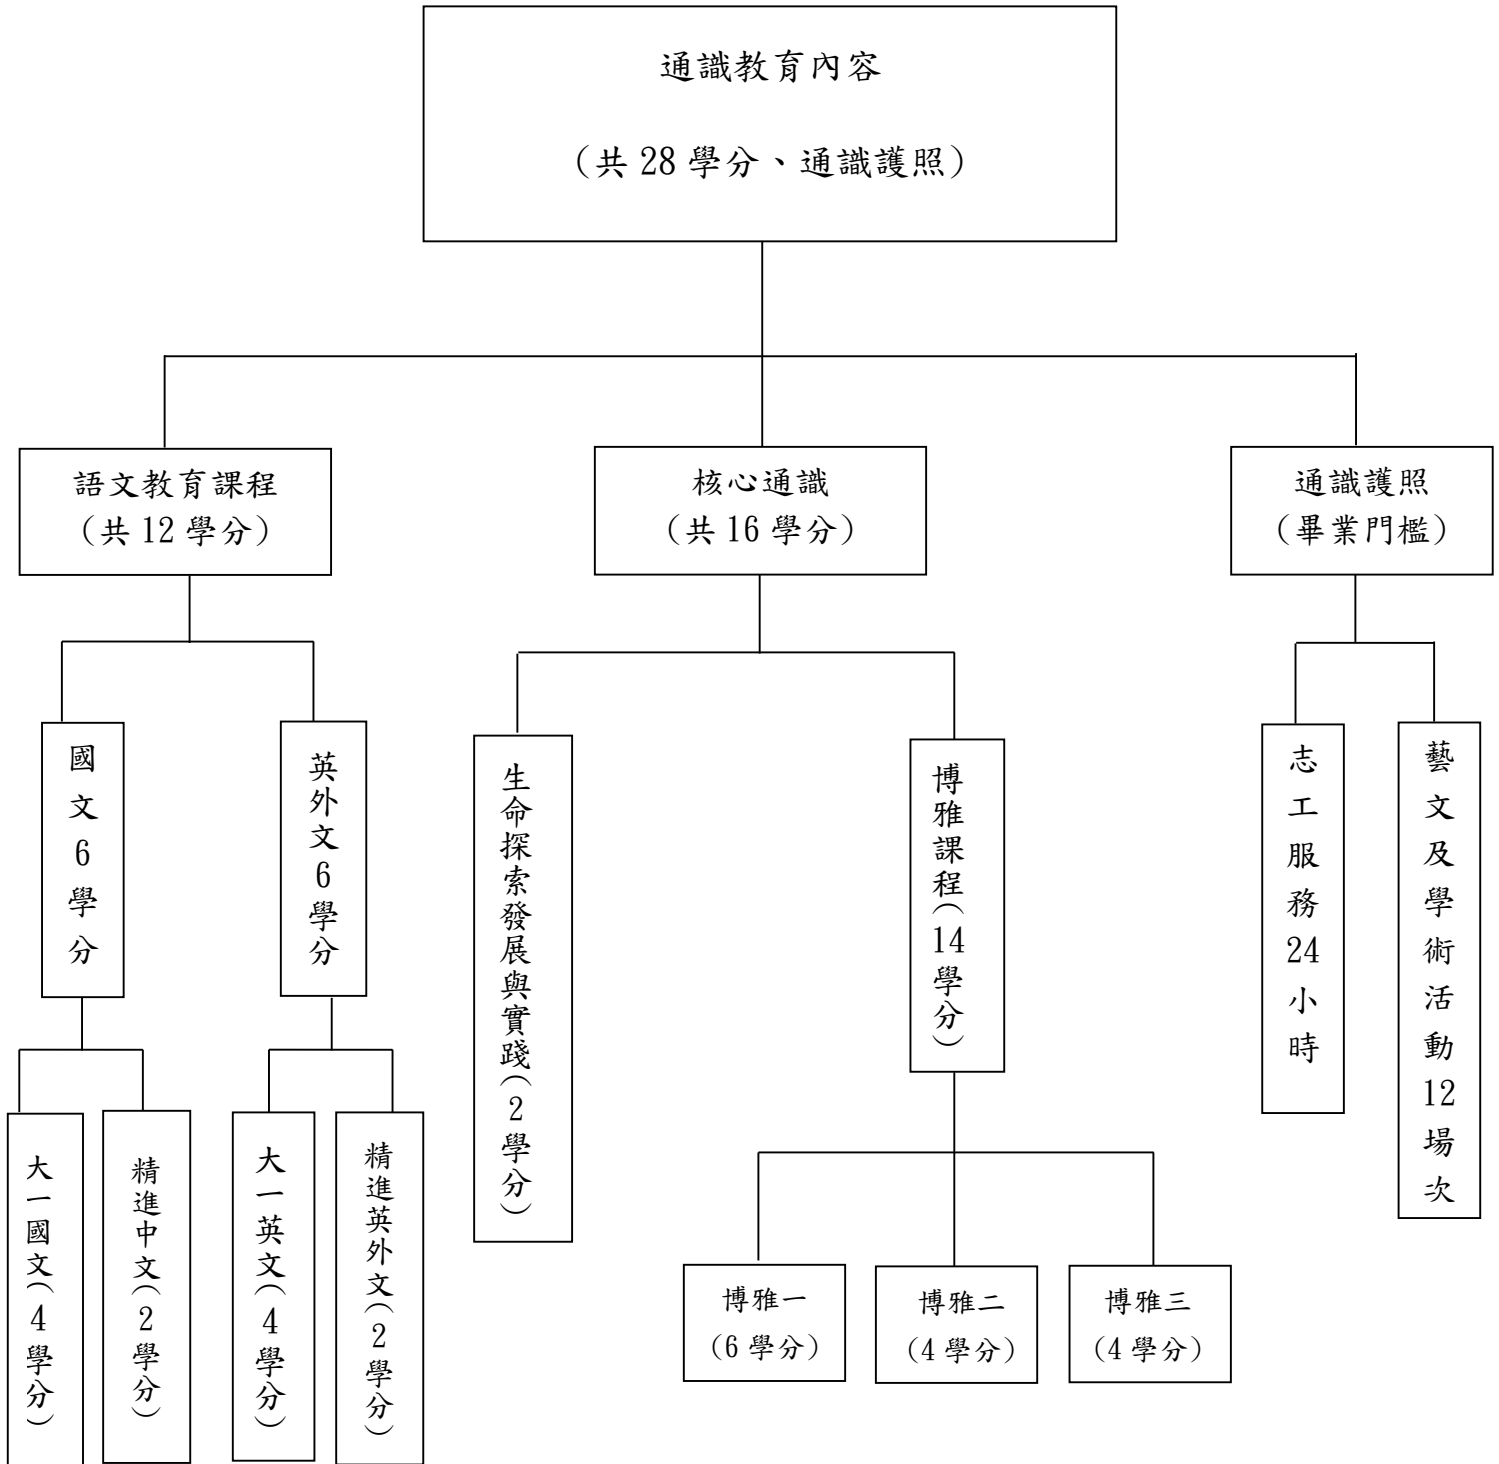 通識教育內容
（共 28 學分、通識護照）
語文教育課程
（共 12 學分）
核心通識
（共 16 學分）
通識護照
（畢業門檻）
國文6學分
英外文6學分
生命探索發展與實踐（2學分）
博雅課程（14學分）
志工服務24小時
藝文及學術活動12場次
大一國文（4學分）
精進中文（2學分）
大一英文（4學分）
精進英外文（2學分）
博雅一
（6 學分）
博雅二
（4 學分）
博雅三
（4 學分）